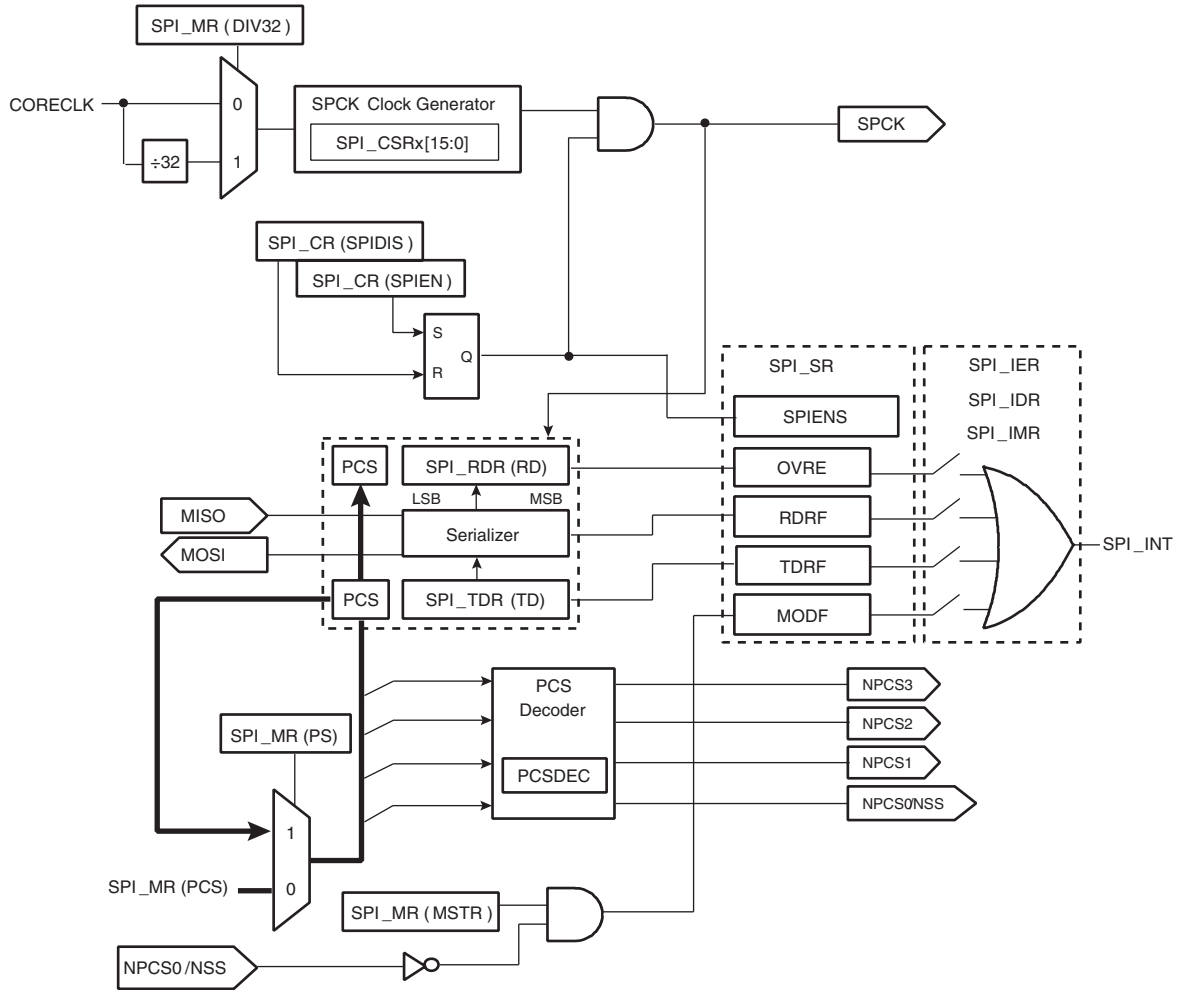 SPI_MR (DIV32)
CORECLK
0
SPCK Clock Generator
SPI_CSRx[15:0]
SPCK
÷32
1
SPI_CR (SPIDIS)
SPI_CR (SPIEN)
S
Q
R
SPI_SR
SPI_IER
SPI_IDR
SPI_IMR
SPIENS
PCS
SPI_RDR (RD)
OVRE
LSB
MSB
MISO
Serializer
RDRF
MOSI
SPI_INT
TDRF
PCS
SPI_TDR (TD)
MODF
PCS
Decoder
NPCS3
NPCS2
SPI_MR (PS)
NPCS1
PCSDEC
NPCS0NSS
1
SPI_MR (PCS)
0
SPI_MR (MSTR)
NPCS0/NSS